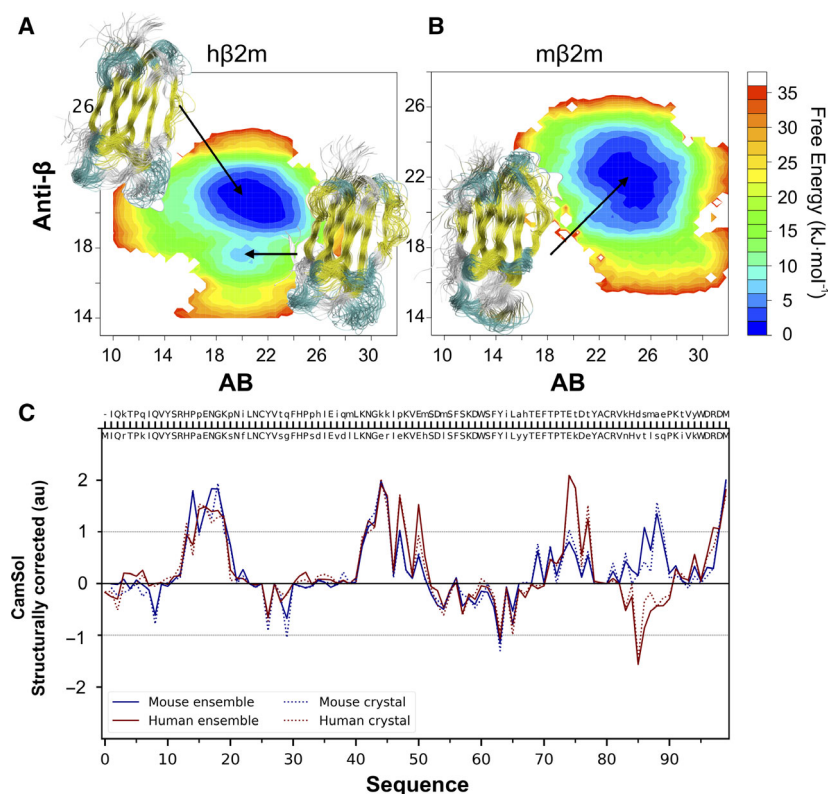 A
hβ2m
B
mβ2m
26
22
18
14
Anti-β
10 14 18 22 26 30
AB
26
22
18
14
10 14 18 22 26 30
AB
35
30
25
20
15
10
5
0
Free Energy (kJ·mol⁻¹)
C
-IQkTPqIQVYSRHPpENGKpNiLNCYVtqFHPphIEiqmLKNGkkIpKVEmSDmSFSKDWSFYiLahTEFTPTEtDtYACRVkHdsmaePKtVyWDRDM
MIQrTPkIQVYSRHPaENGKsNfLNCYVsgFHPsdIEvdlLKNGerIeKVEhSDlSFSKDWSFYlLyyTEFTPTEkDeYACRVnHvtlsqPKiVkWDRDM
2
1
0
−1
−2
CamSol
Structurally corrected (au)
Mouse ensemble
Human ensemble
Mouse crystal
Human crystal
0 10 20 30 40 50 60 70 80 90
Sequence